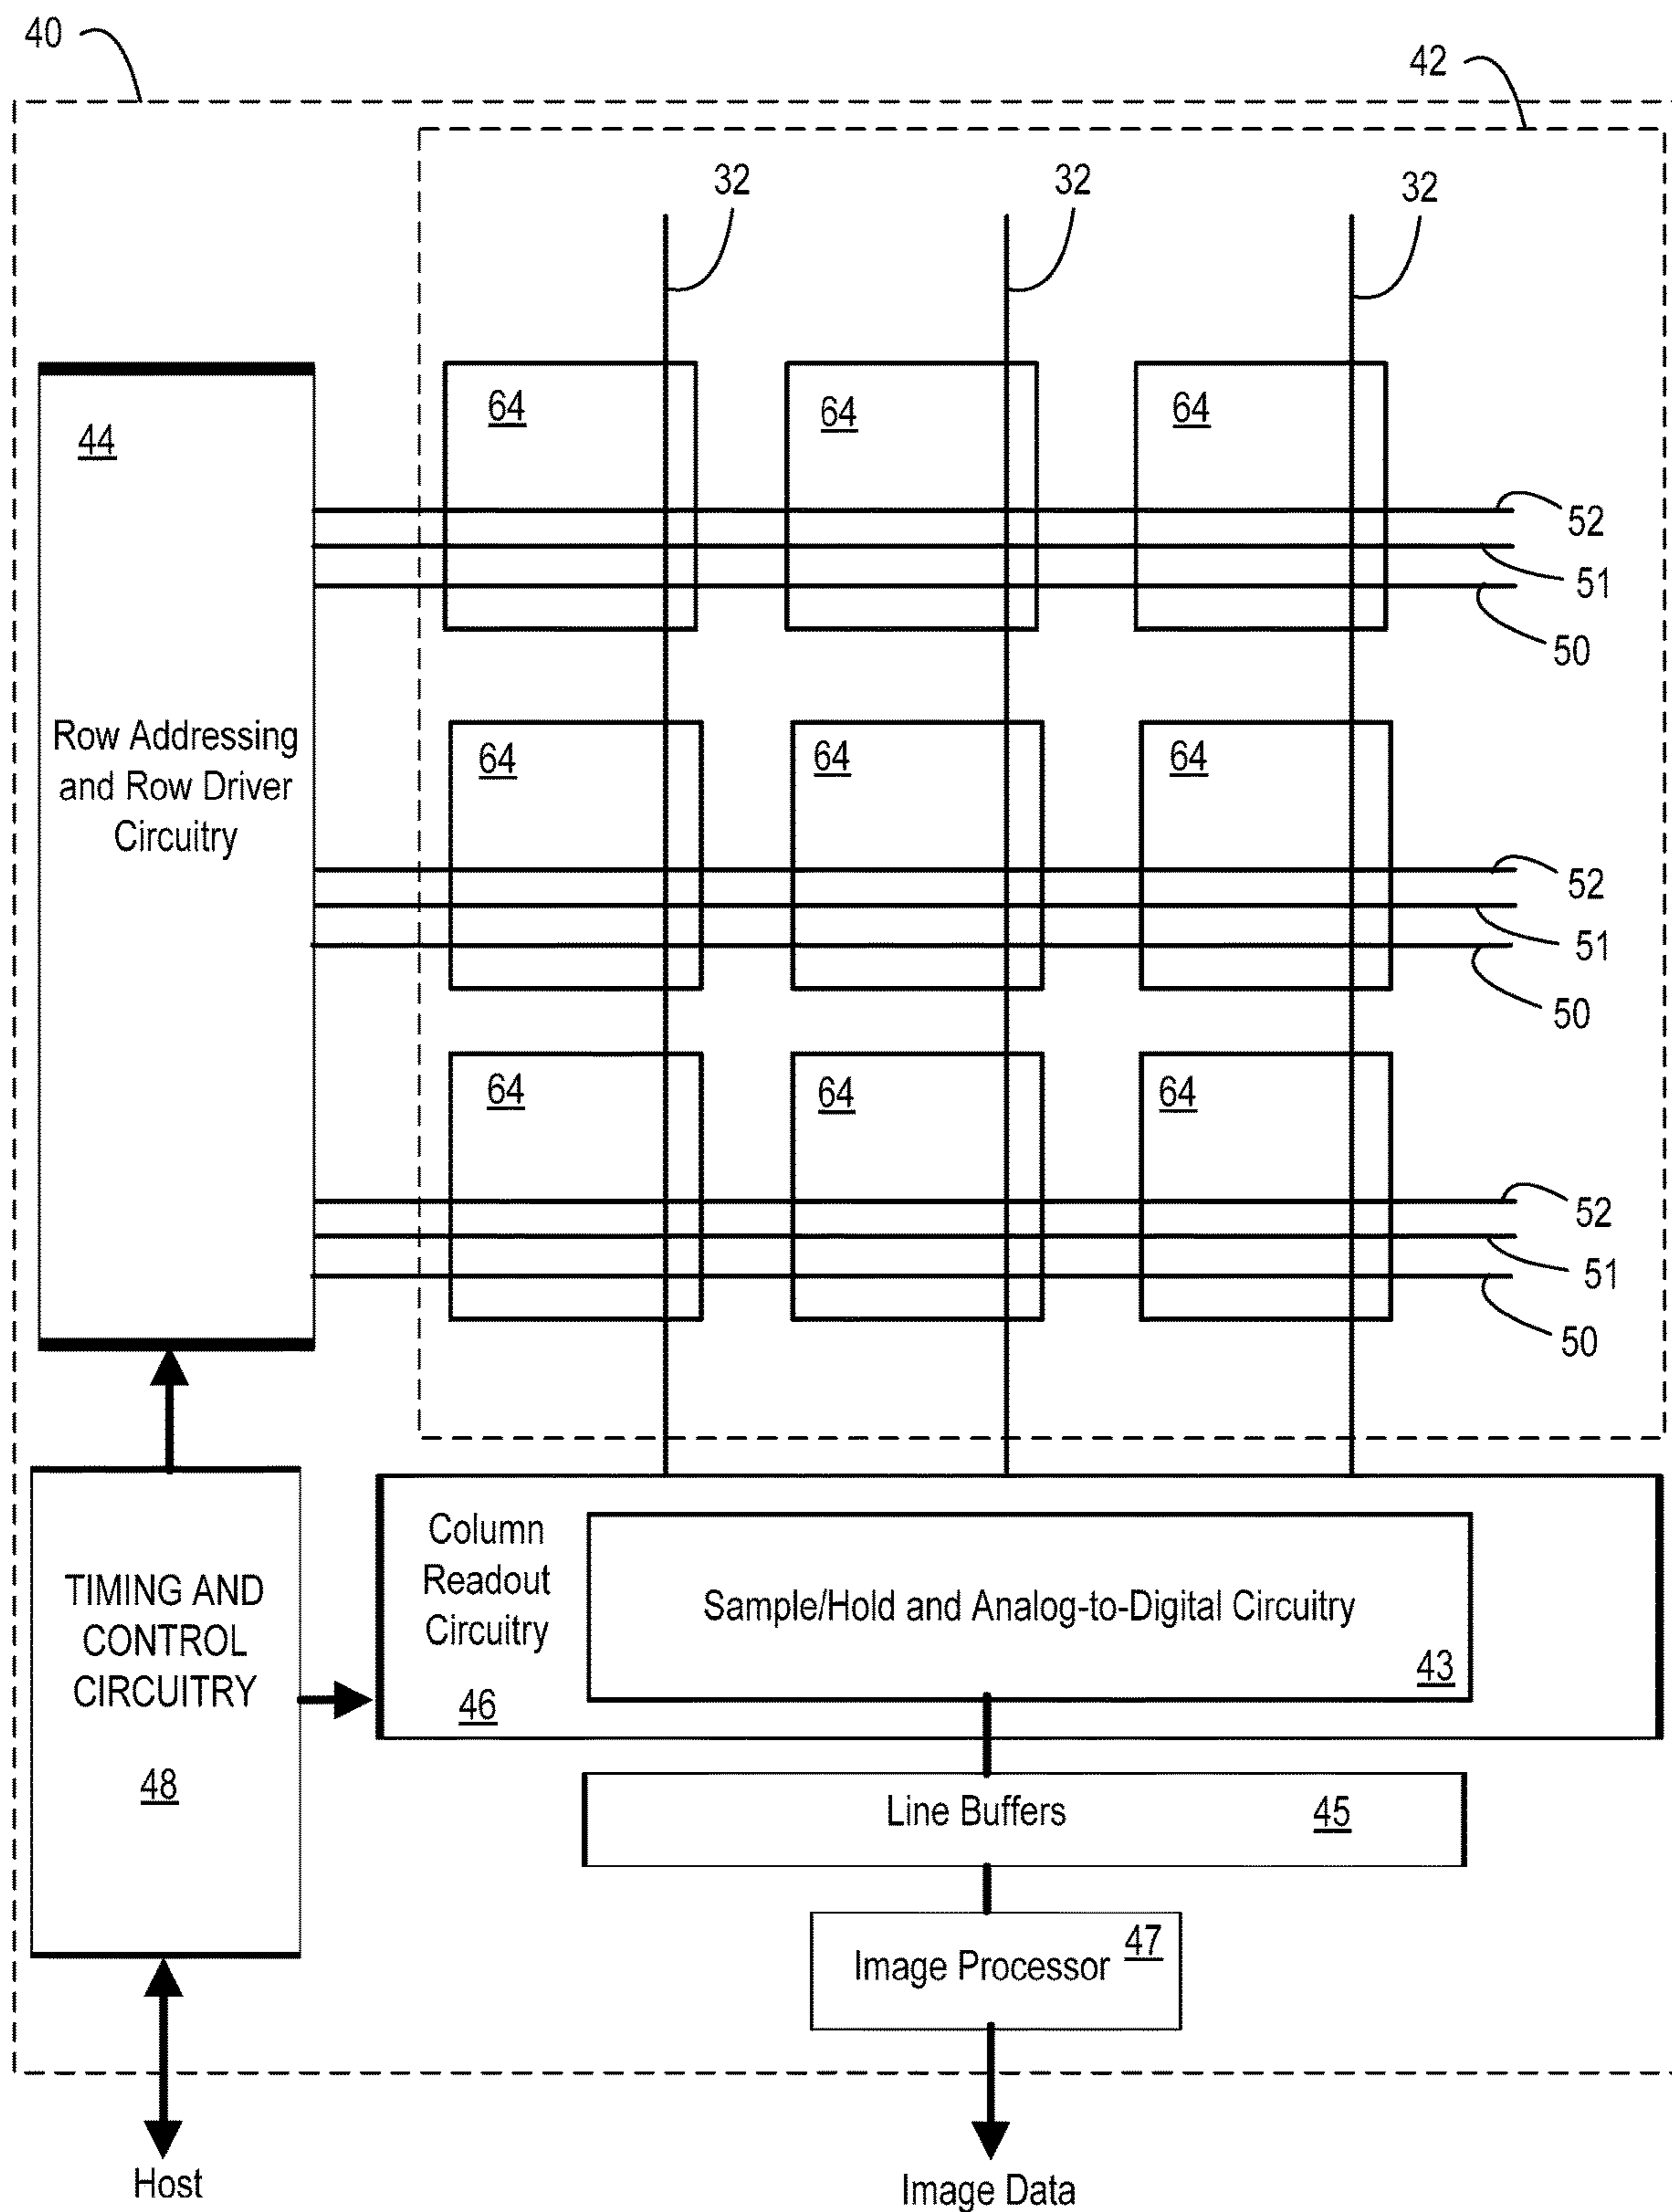 40
42
32 32 32
64 64 64
44
52
51
50
Row Addressing
and Row Driver
Circuitry
64 64 64
52
51
50
64 64 64
52
51
50
Column
Readout
Circuitry
46
Sample/Hold and Analog-to-Digital Circuitry
43
TIMING AND
CONTROL
CIRCUITRY
48
Line Buffers 45
Image Processor 47
Host
Image Data